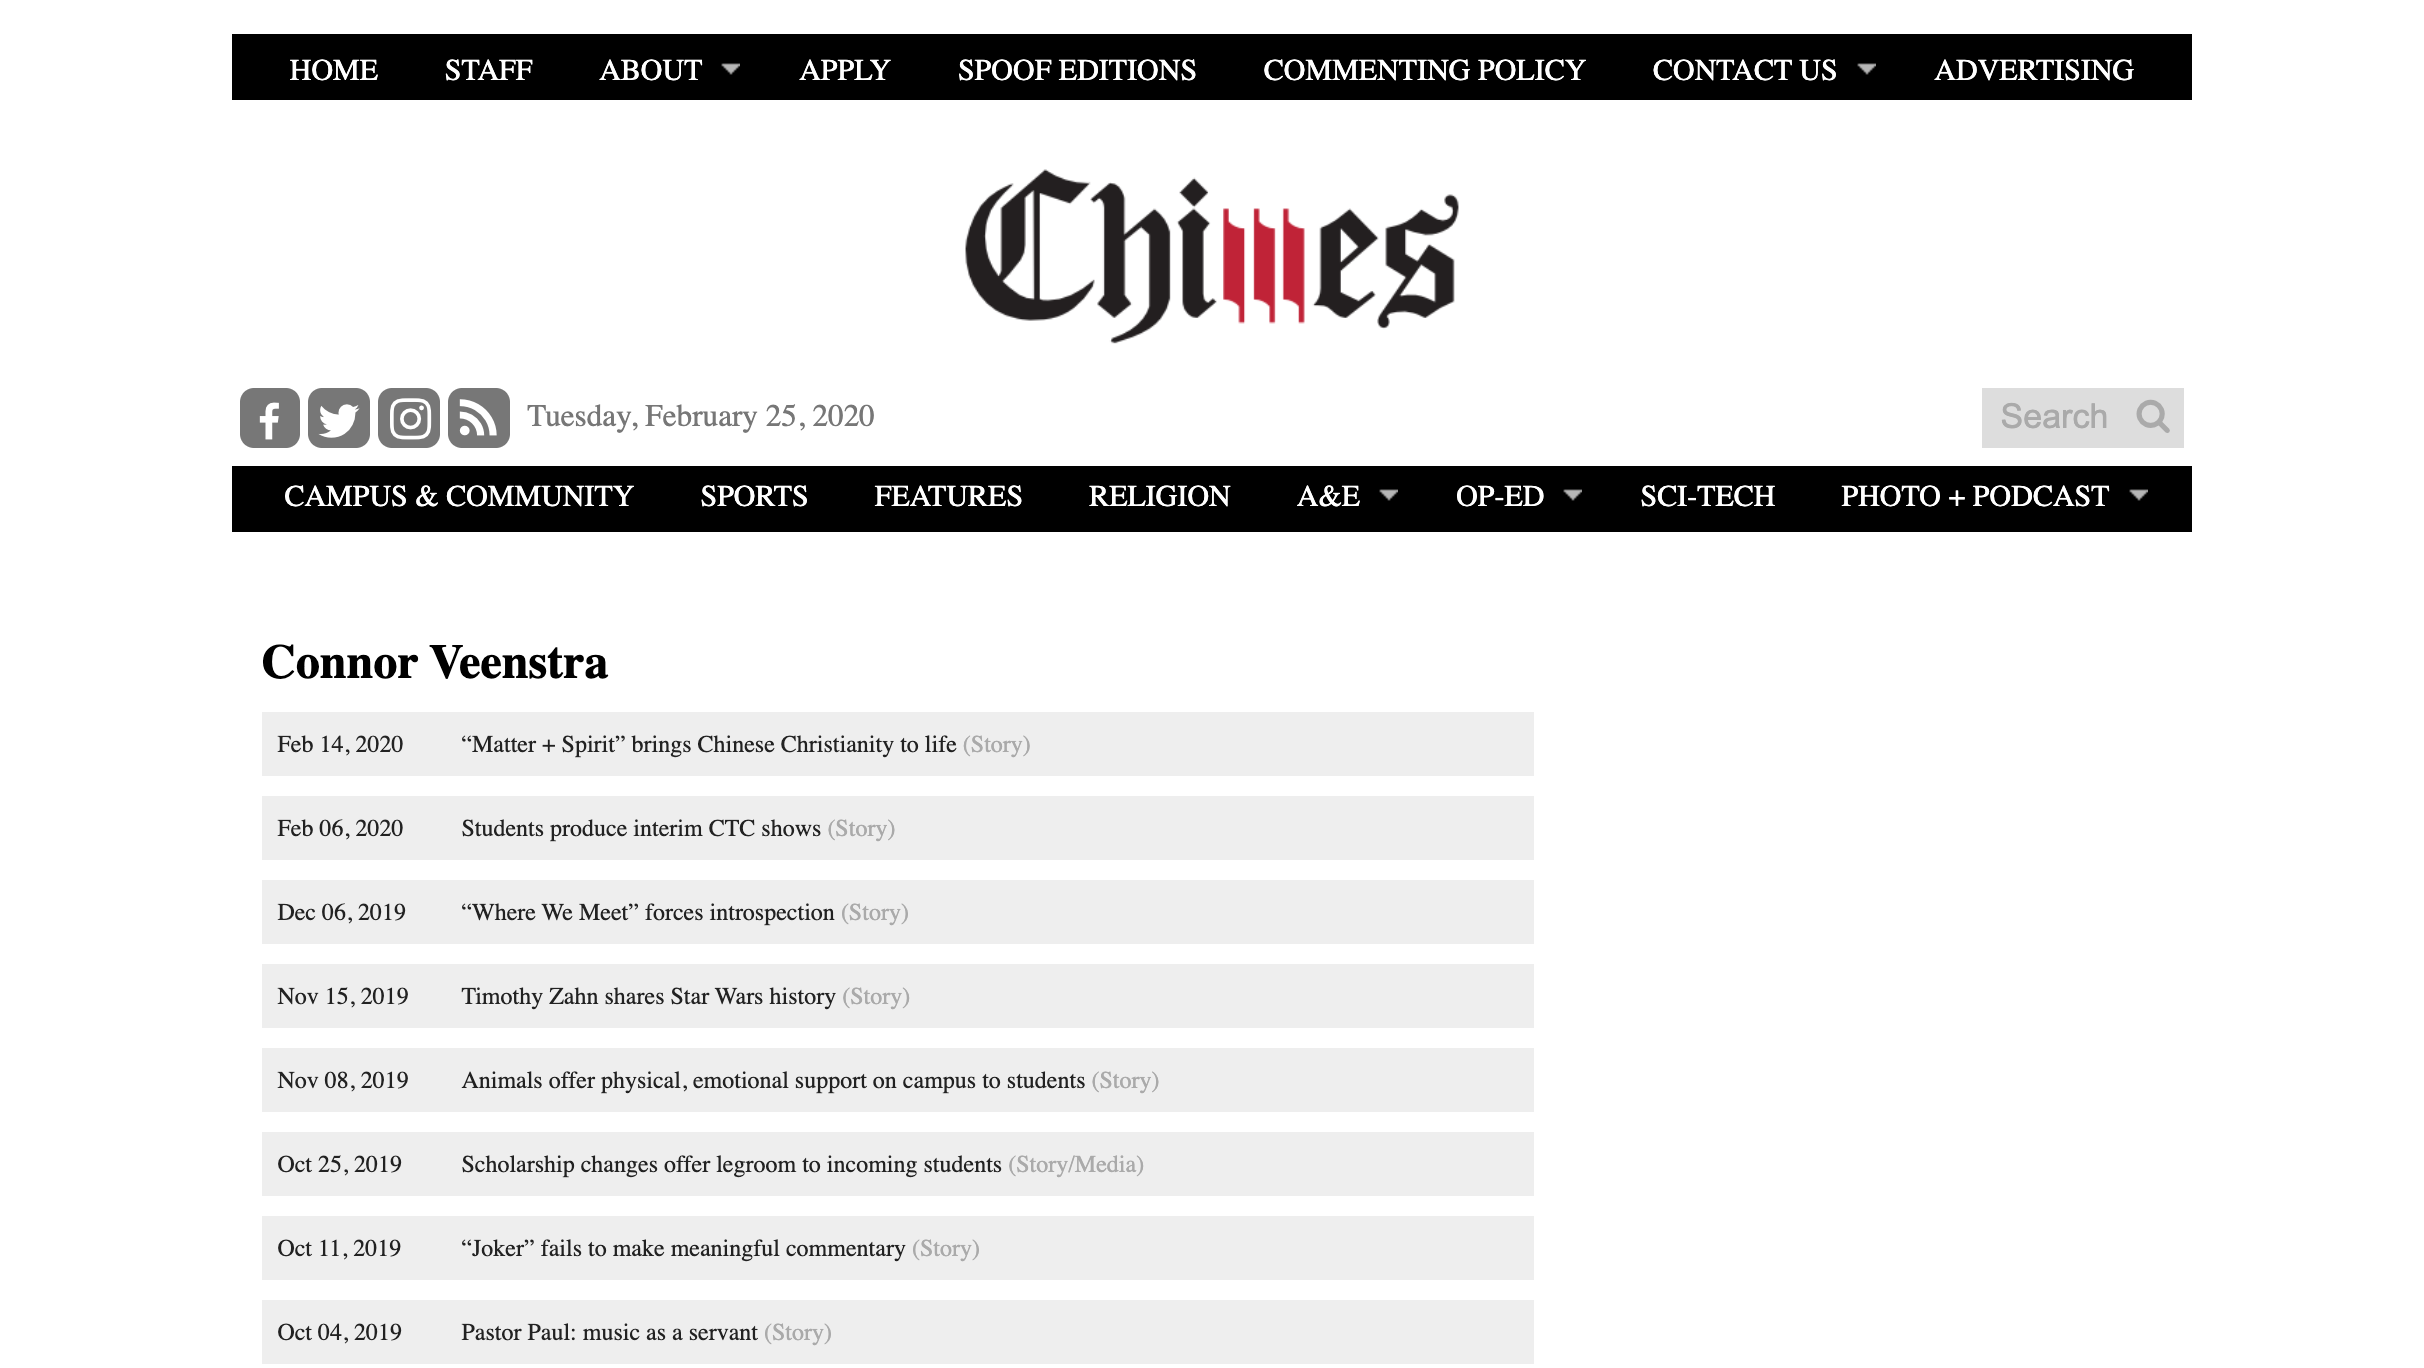 HOME STAFF ABOUT APPLY SPOOF EDITIONS COMMENTING POLICY CONTACT US ADVERTISING
Chimes
Tuesday, February 25, 2020 Search
CAMPUS & COMMUNITY SPORTS FEATURES RELIGION A&E OP-ED SCI-TECH PHOTO + PODCAST
Connor Veenstra
Feb 14, 2020 “Matter + Spirit” brings Chinese Christianity to life (Story)
Feb 06, 2020 Students produce interim CTC shows (Story)
Dec 06, 2019 “Where We Meet” forces introspection (Story)
Nov 15, 2019 Timothy Zahn shares Star Wars history (Story)
Nov 08, 2019 Animals offer physical, emotional support on campus to students (Story)
Oct 25, 2019 Scholarship changes offer legroom to incoming students (Story/Media)
Oct 11, 2019 “Joker” fails to make meaningful commentary (Story)
Oct 04, 2019 Pastor Paul: music as a servant (Story)